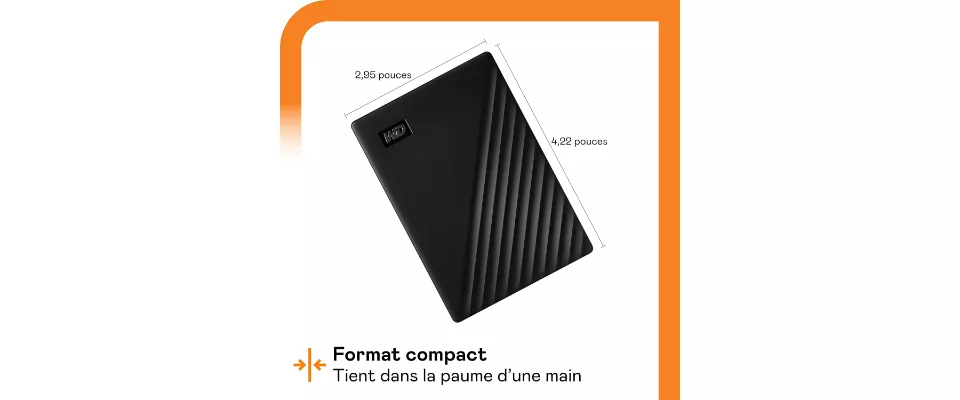 2,95 pouces
WD
4,22 pouces
Format compact
Tient dans la paume d’une main